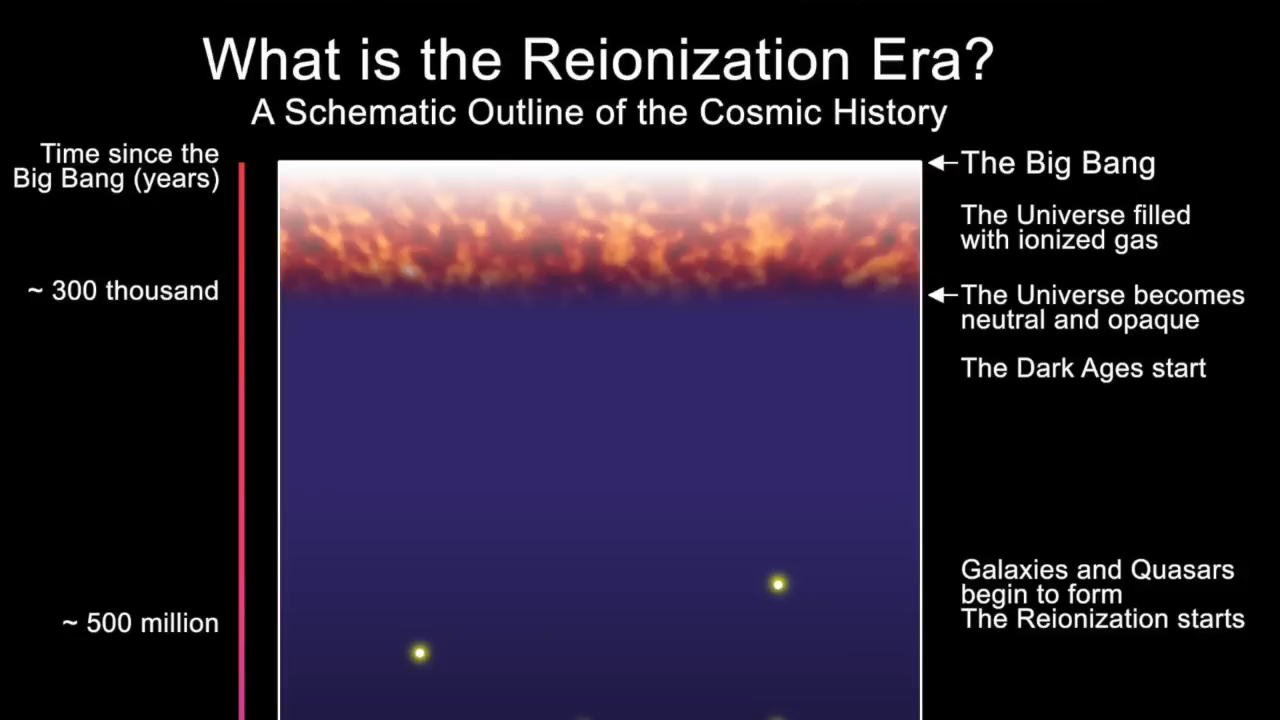 What is the Reionization Era?
A Schematic Outline of the Cosmic History
Time since the
Big Bang (years)
The Big Bang
The Universe filled
with ionized gas
~ 300 thousand
The Universe becomes
neutral and opaque
The Dark Ages start
Galaxies and Quasars
begin to form
The Reionization starts
~ 500 million